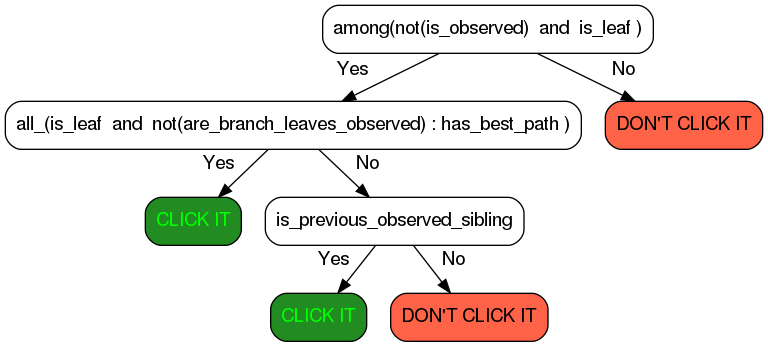 among(not(is_observed) and is_leaf )
Yes
No
all_(is_leaf and not(are_branch_leaves_observed) : has_best_path )
DON'T CLICK IT
Yes
No
CLICK IT
is_previous_observed_sibling
Yes
No
CLICK IT
DON'T CLICK IT